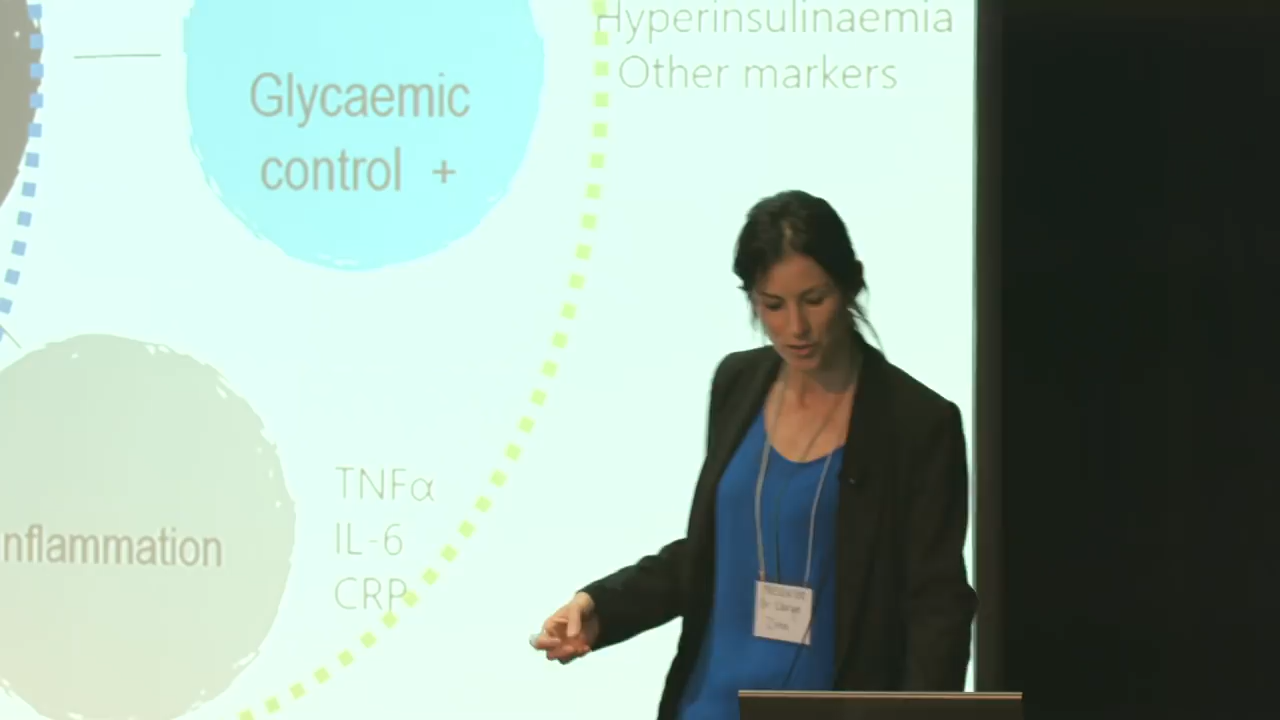 Hyperinsulinaemia
Other markers
Glycaemic
control +
TNFα
IL-6
CRP
nflammation